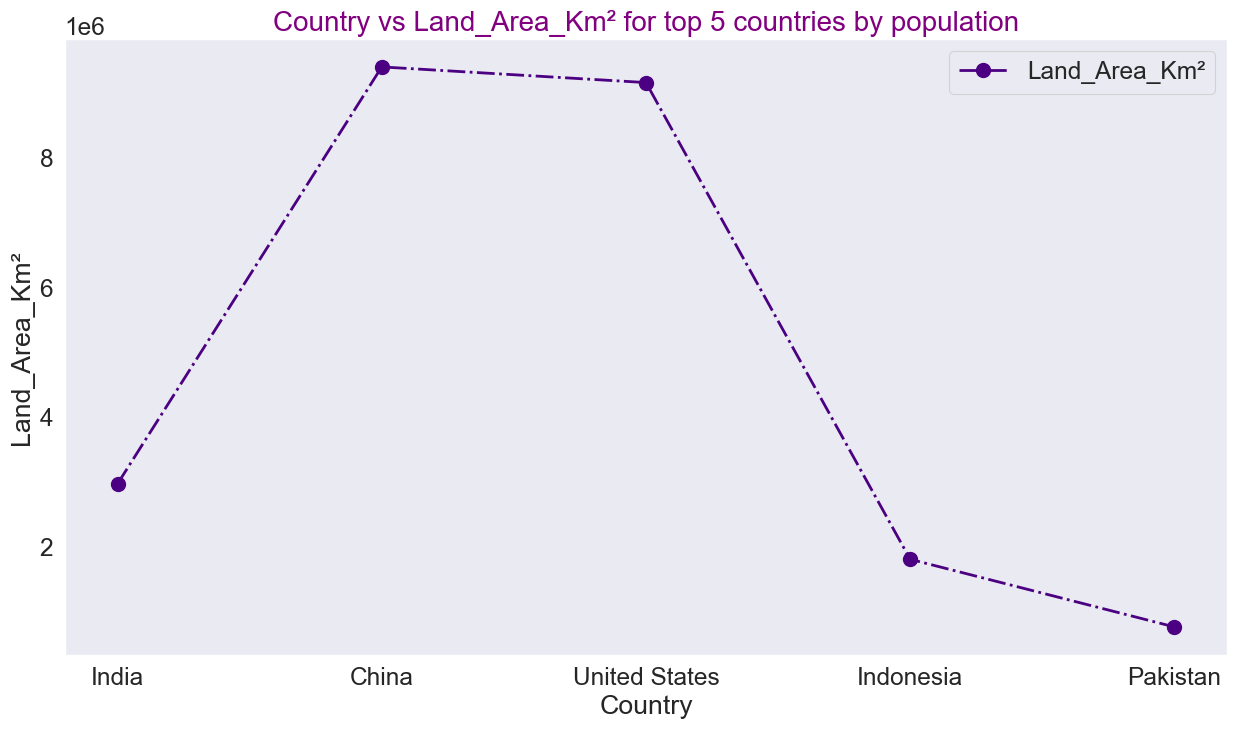 Country vs Land_Area_Km² for top 5 countries by population
1e6
Land_Area_Km²
8
6
4
2
Land_Area_Km²
India China United States Indonesia Pakistan
Country